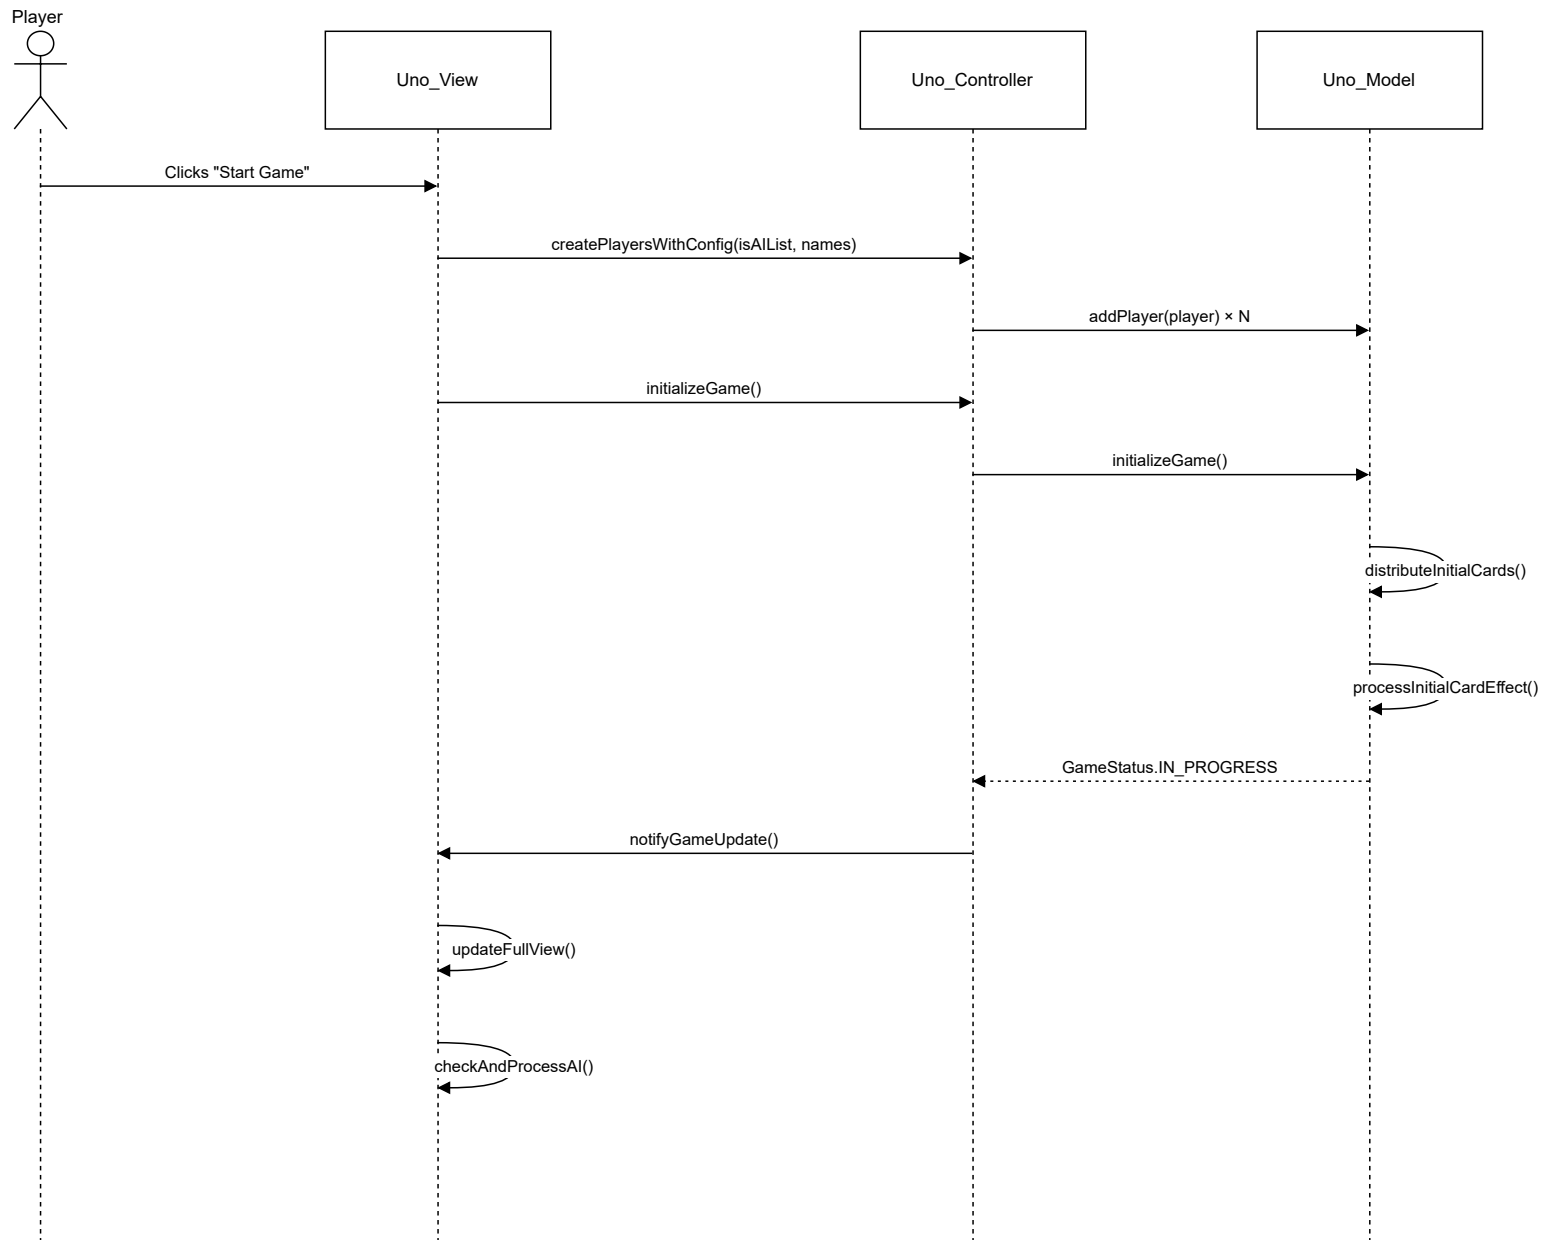 Player
Uno_View
Uno_Controller
Uno_Model
Clicks "Start Game"
createPlayersWithConfig(isAIList, names)
addPlayer(player) × N
initializeGame()
initializeGame()
distributeInitialCards()
processInitialCardEffect()
GameStatus.IN_PROGRESS
notifyGameUpdate()
updateFullView()
checkAndProcessAI()